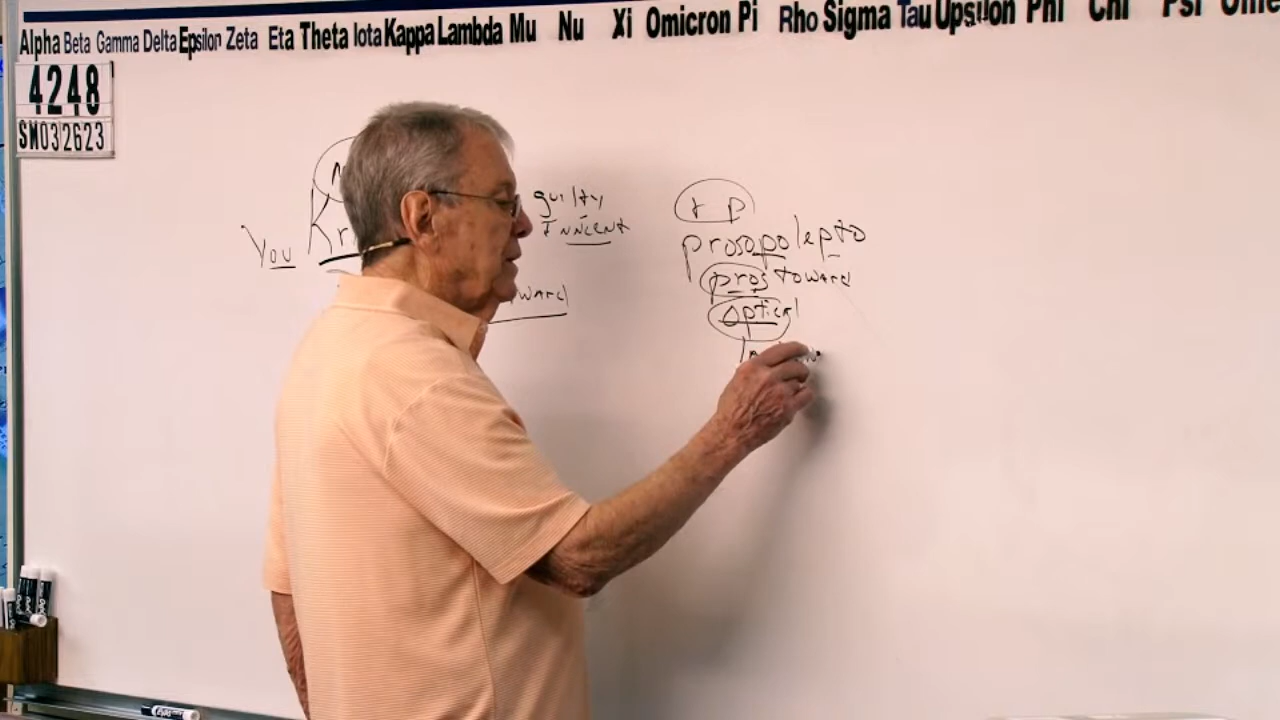 Alpha Beta Gamma Delta Epsilon Zeta Eta Theta Iota Kappa Lambda Mu Nu Xi Omicron Pi Rho Sigma Tau Upsilon Phi Chi Psi Ome
4248
SM032623
You Kr
guilty
Innocent
ward
r p
prosopolepto
pros toward
optical